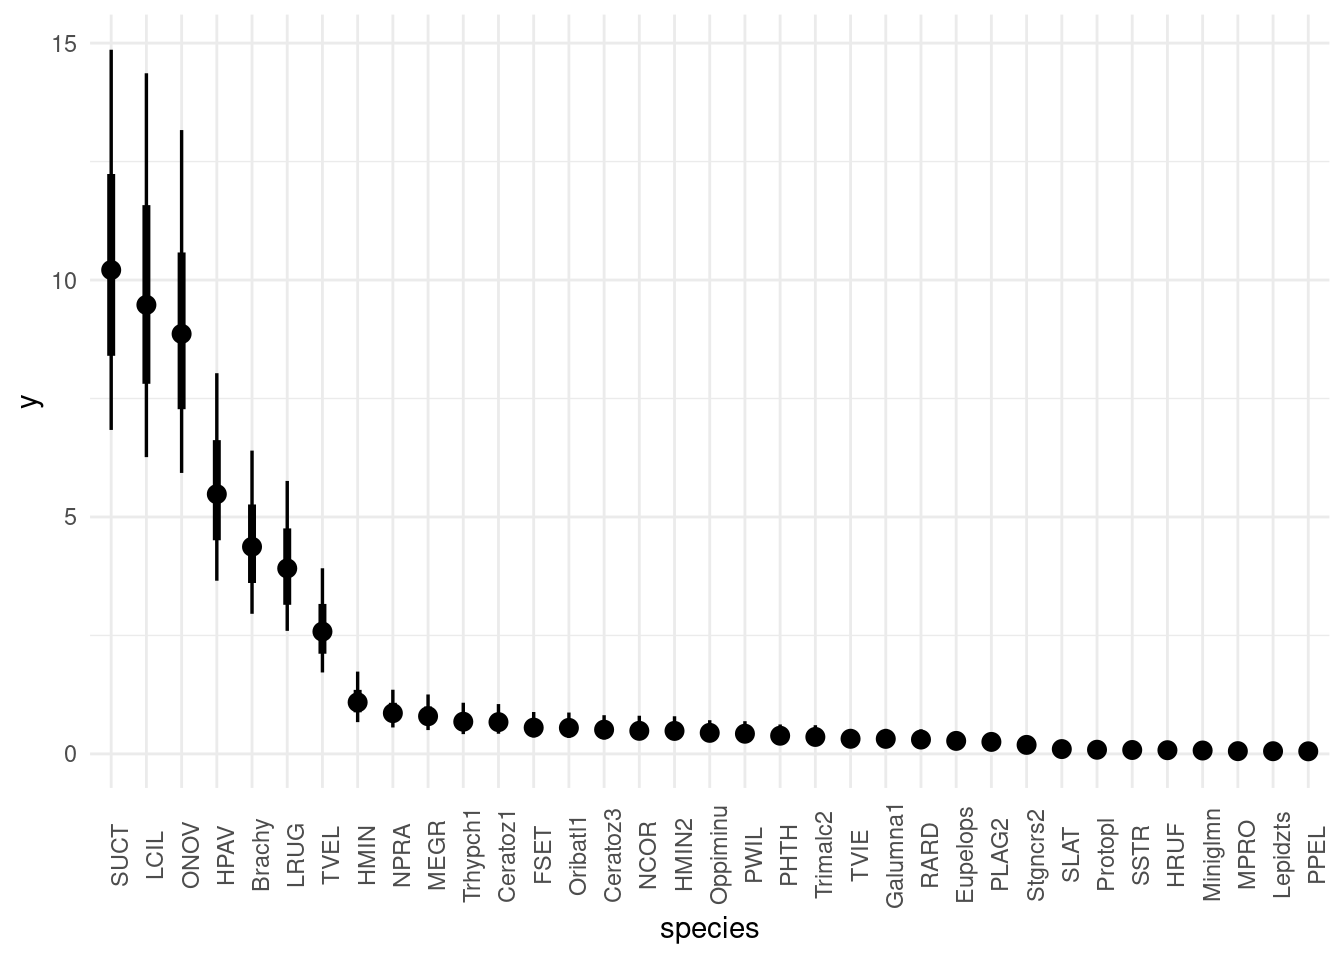 15
10
5
0
y
SUCT
LCIL
ONOV
HPAV
Brachy
LRUG
TVEL
HMIN
NPRA
MEGR
Trhypch1
Ceratoz1
FSET
Oribatl1
Ceratoz3
NCOR
HMIN2
Oppiminu
PWIL
PHTH
Trimalc2
TVIE
Galumna1
RARD
Eupelops
PLAG2
Stgncrs2
SLAT
Protopl
SSTR
HRUF
Miniglmn
MPRO
Lepidzts
PPEL
species